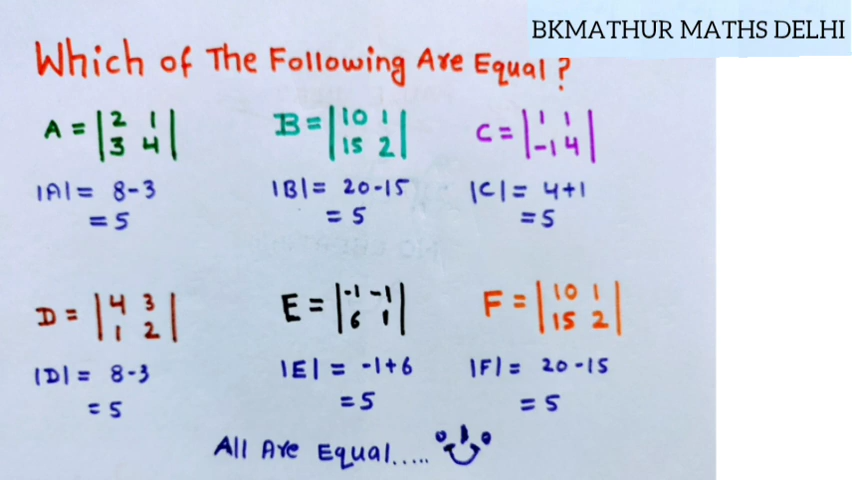 BKMATHUR MATHS DELHI
Which of The Following Are Equal?
A = |2 1|
|3 4|
|A| = 8-3
= 5
B = |10 1|
|15 2|
|B| = 20-15
= 5
C = |1 1|
|-1 4|
|C| = 4+1
= 5
D = |4 3|
|1 2|
|D| = 8-3
= 5
E = |-1 -1|
|6 1|
|E| = -1+6
= 5
F = |10 1|
|15 2|
|F| = 20-15
= 5
All Are Equal.....